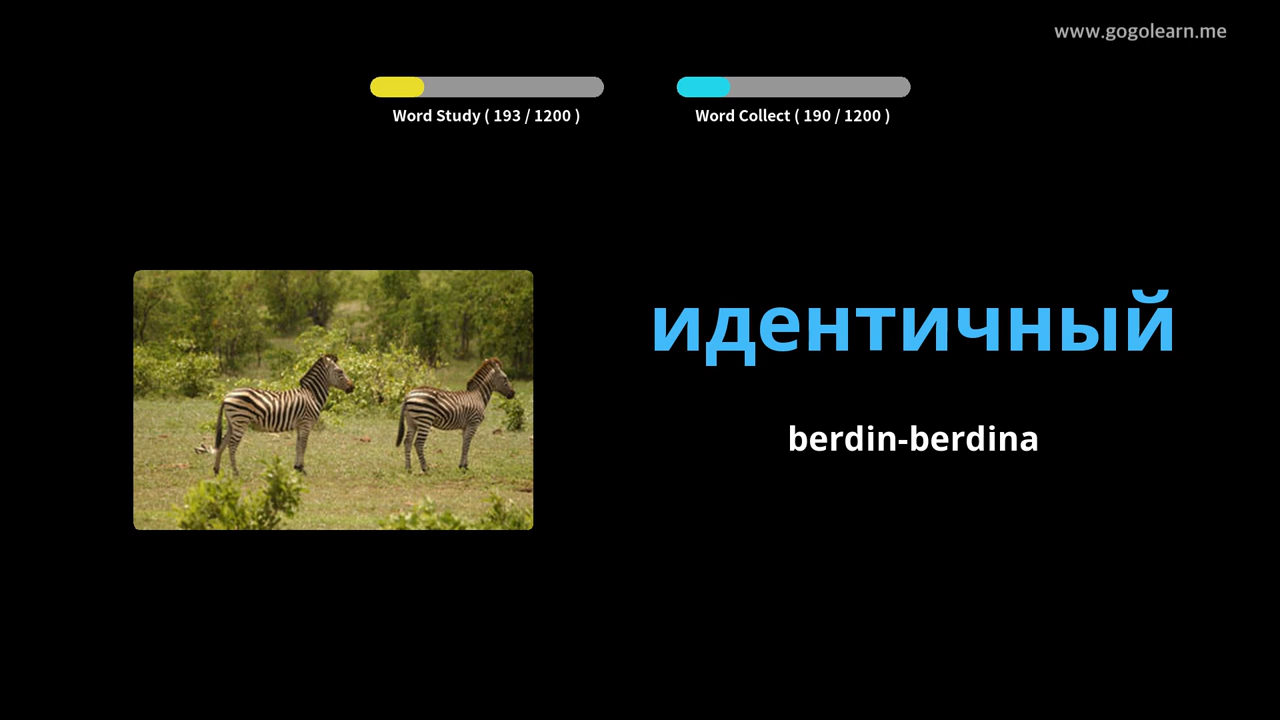 www.gogolearn.me
Word Study ( 193 / 1200 )
Word Collect ( 190 / 1200 )
идентичный
berdin-berdina